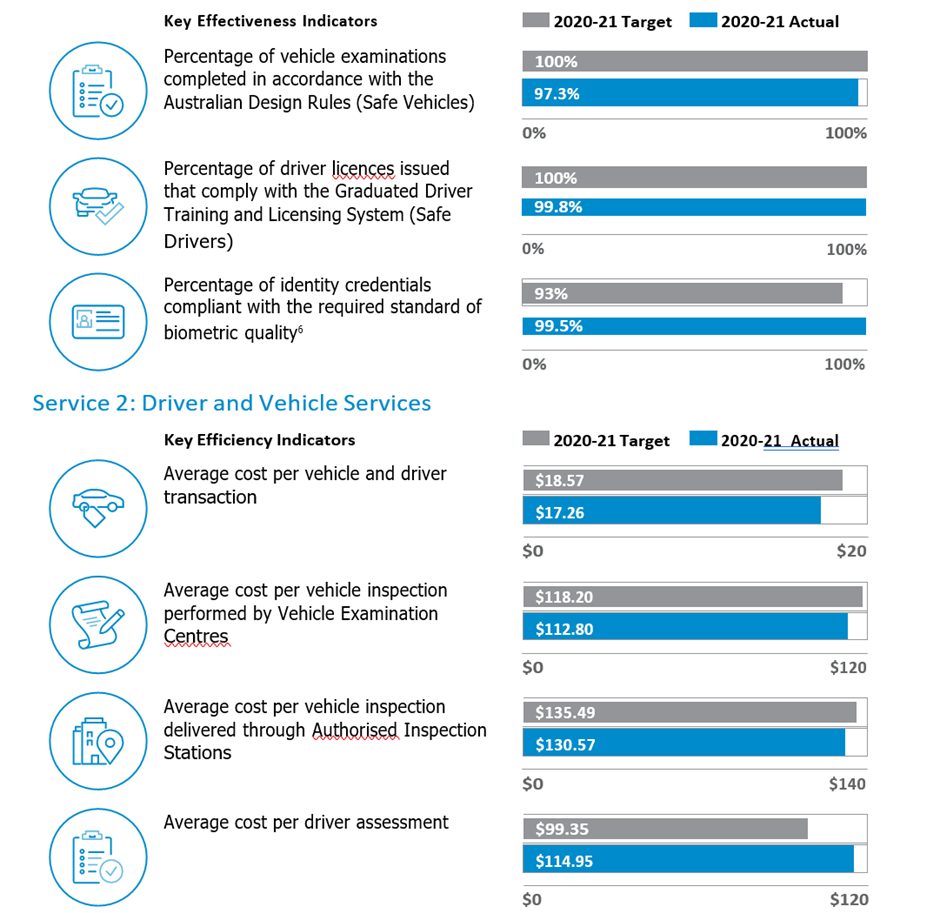 Key Effectiveness Indicators
2020-21 Target
2020-21 Actual
Percentage of vehicle examinations
completed in accordance with the
Australian Design Rules (Safe Vehicles)
100%
97.3%
0%
100%
Percentage of driver licences issued
that comply with the Graduated Driver
Training and Licensing System (Safe
Drivers)
100%
99.8%
0%
100%
Percentage of identity credentials
compliant with the required standard of
biometric quality⁶
93%
99.5%
0%
100%
Service 2: Driver and Vehicle Services
Key Efficiency Indicators
2020-21 Target
2020-21 Actual
Average cost per vehicle and driver
transaction
$18.57
$17.26
$0
$20
Average cost per vehicle inspection
performed by Vehicle Examination
Centres
$118.20
$112.80
$0
$120
Average cost per vehicle inspection
delivered through Authorised Inspection
Stations
$135.49
$130.57
$0
$140
Average cost per driver assessment
$99.35
$114.95
$0
$120